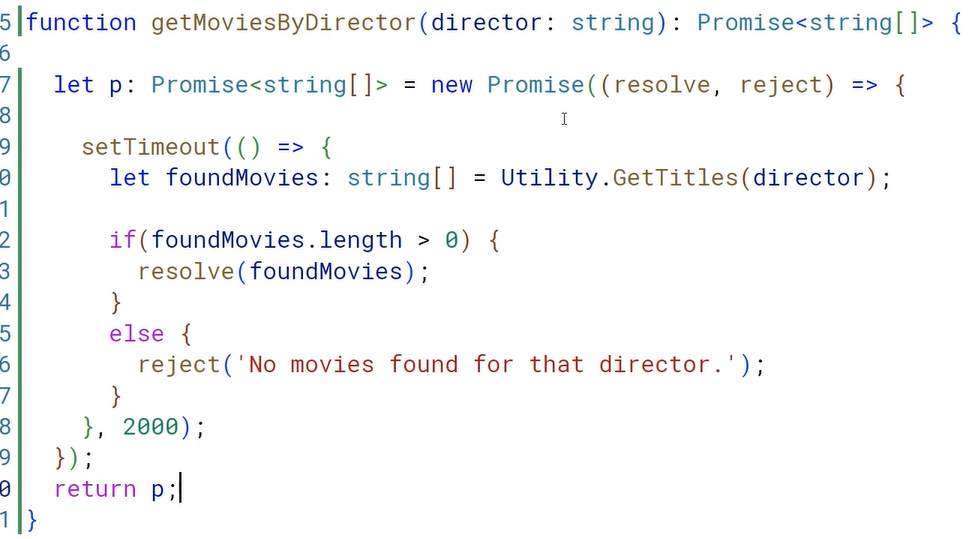 5 function getMoviesByDirector(director: string): Promise<string[]> {
6
7   let p: Promise<string[]> = new Promise((resolve, reject) => {
8
9     setTimeout(() => {
0       let foundMovies: string[] = Utility.GetTitles(director);
1
2       if(foundMovies.length > 0) {
3         resolve(foundMovies);
4       }
5       else {
6         reject('No movies found for that director.');
7       }
8     }, 2000);
9   });
0   return p;
1 }